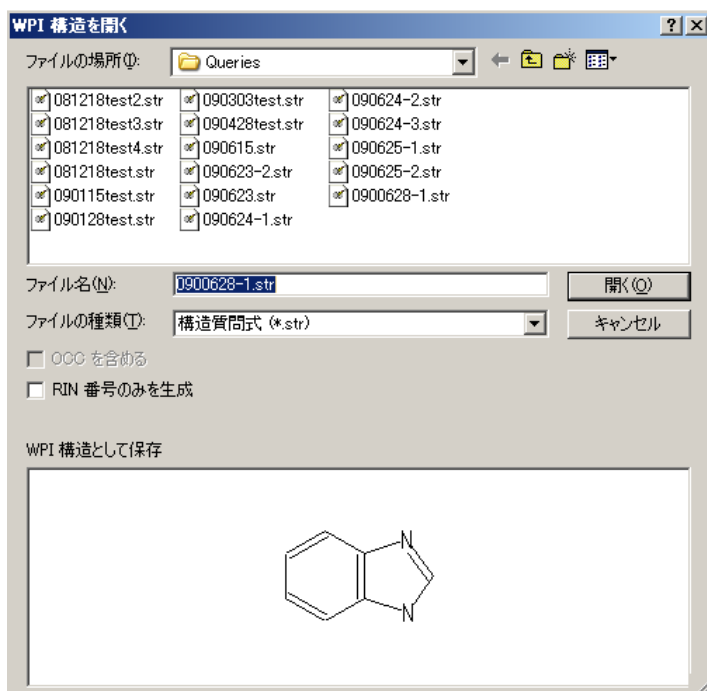 WPI 構造を開く
ファイルの場所(I): Queries
081218test2.str 090303test.str 090624-2.str
081218test3.str 090428test.str 090624-3.str
081218test4.str 090615.str 090625-1.str
081218test.str 090623-2.str 090625-2.str
090115test.str 090623.str 0900628-1.str
090128test.str 090624-1.str
ファイル名(N): 0900628-1.str 開く(O)
ファイルの種類(T): 構造質問式 (*.str) キャンセル
OCC を含める
RIN 番号のみを生成
WPI 構造として保存
N
N